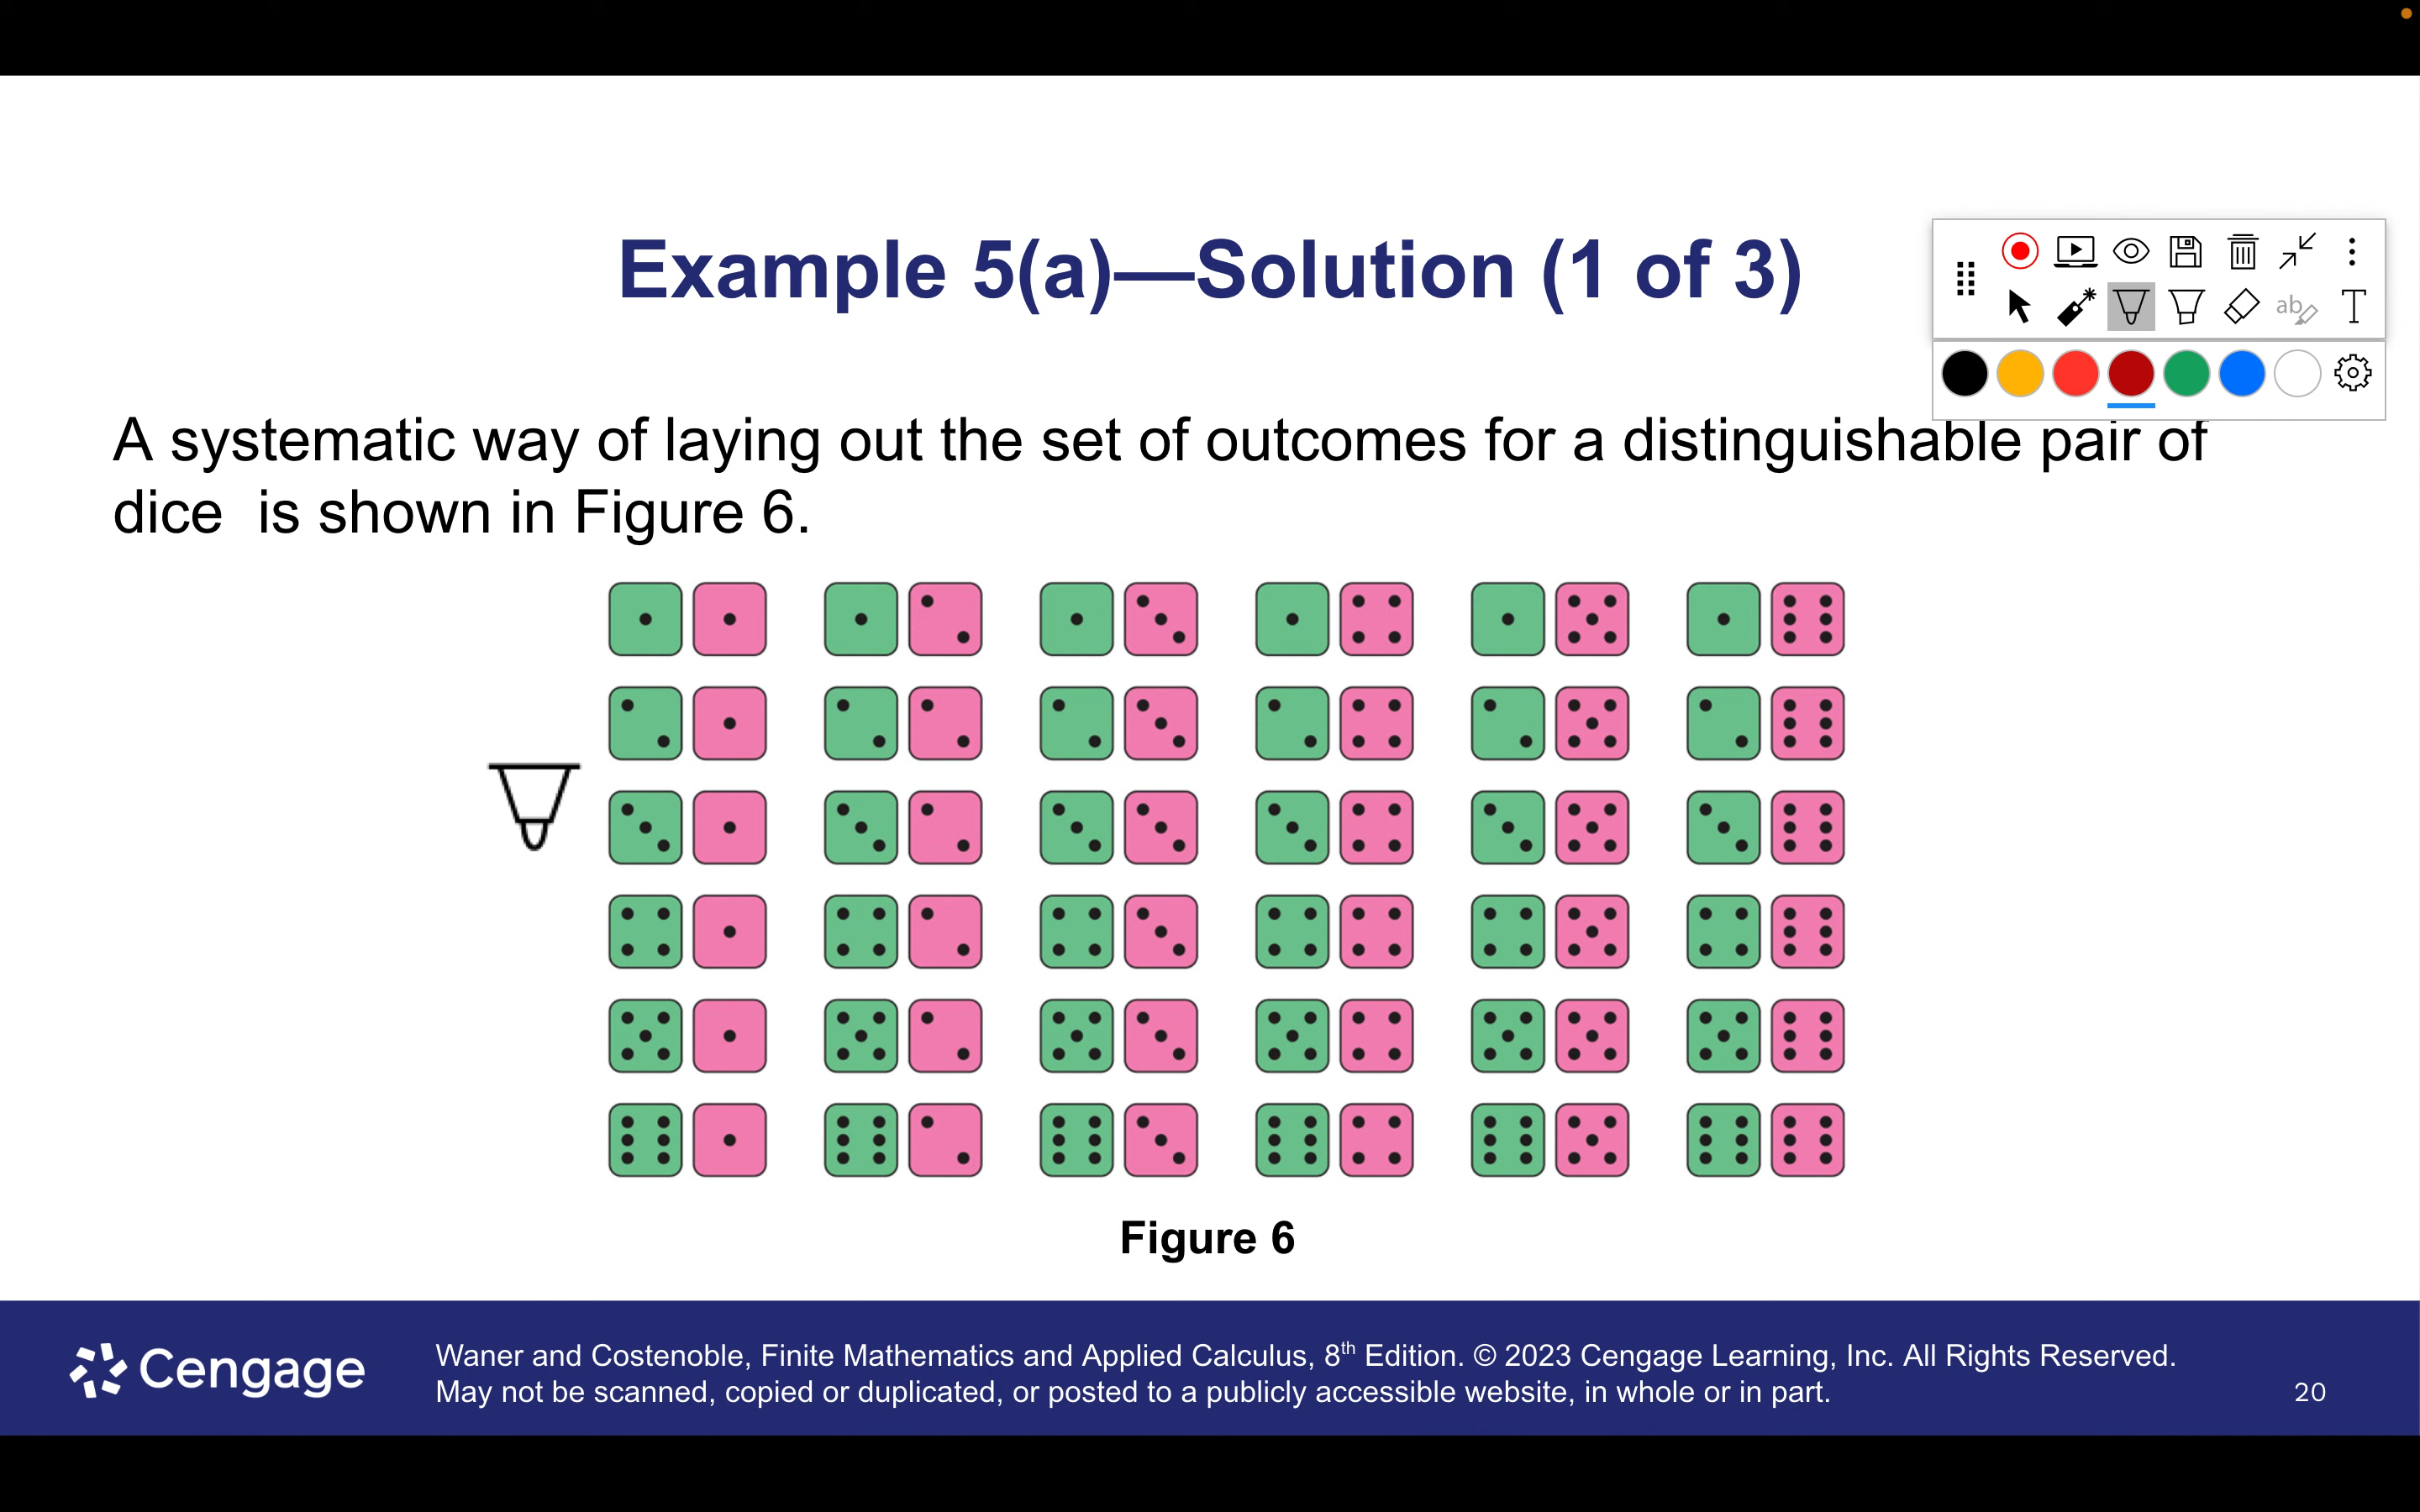 Example 5(a)—Solution (1 of 3)
ab
T
A systematic way of laying out the set of outcomes for a distinguishable pair of
dice  is shown in Figure 6.
Figure 6
Cengage
Waner and Costenoble, Finite Mathematics and Applied Calculus, 8th Edition. © 2023 Cengage Learning, Inc. All Rights Reserved.
May not be scanned, copied or duplicated, or posted to a publicly accessible website, in whole or in part.
20